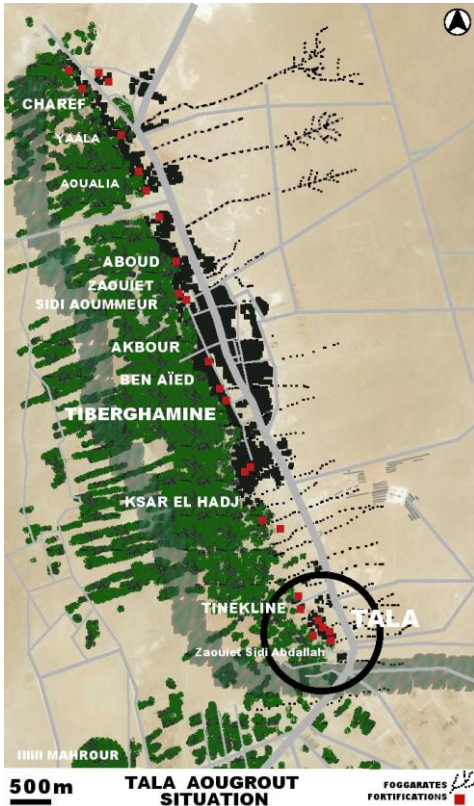 CHAREF
YAÁLA
AOUALIA
ABOUD
ZAOUIET
SIDI AOUMMEUR
AKBOUR
BEN AÏED
TIBERGHAMINE
KSAR EL HADJ
TINEKLINE
TALA
Zaouiet Sidi Abdallah
MAHROUR
500m
TALA AOUGROUT
SITUATION
FOGGARATES
FORTIFICATIONS